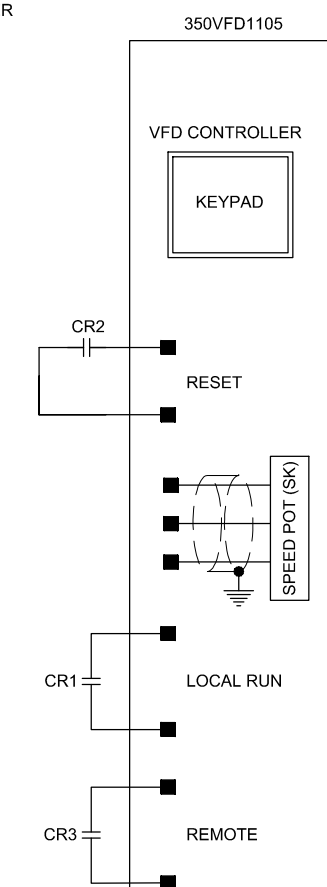 R
350VFD1105
VFD CONTROLLER
KEYPAD
CR2
RESET
SPEED POT (SK)
CR1
LOCAL RUN
CR3
REMOTE